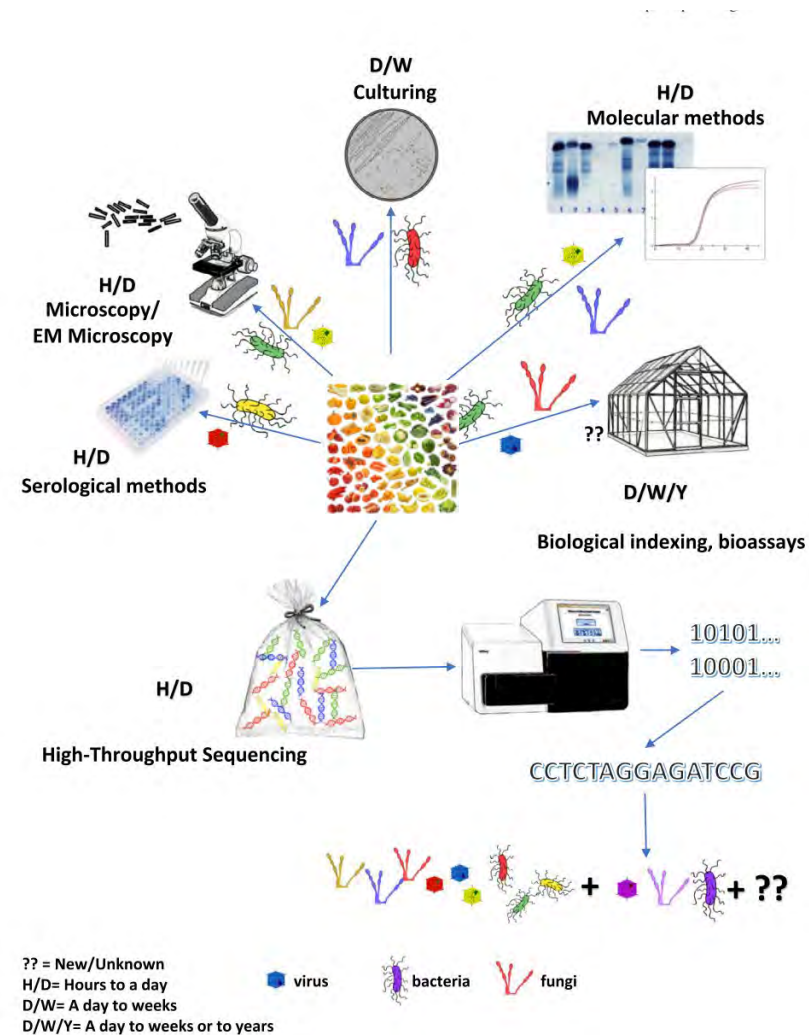 D/W
Culturing
H/D
Molecular methods
H/D
Microscopy/
EM Microscopy
H/D
Serological methods
??
D/W/Y
Biological indexing, bioassays
H/D
High-Throughput Sequencing
10101...
10001...
CCTCTAGGAGATCCG
+
+ ??
?? = New/Unknown
H/D= Hours to a day
D/W= A day to weeks
D/W/Y= A day to weeks or to years
virus
bacteria
fungi